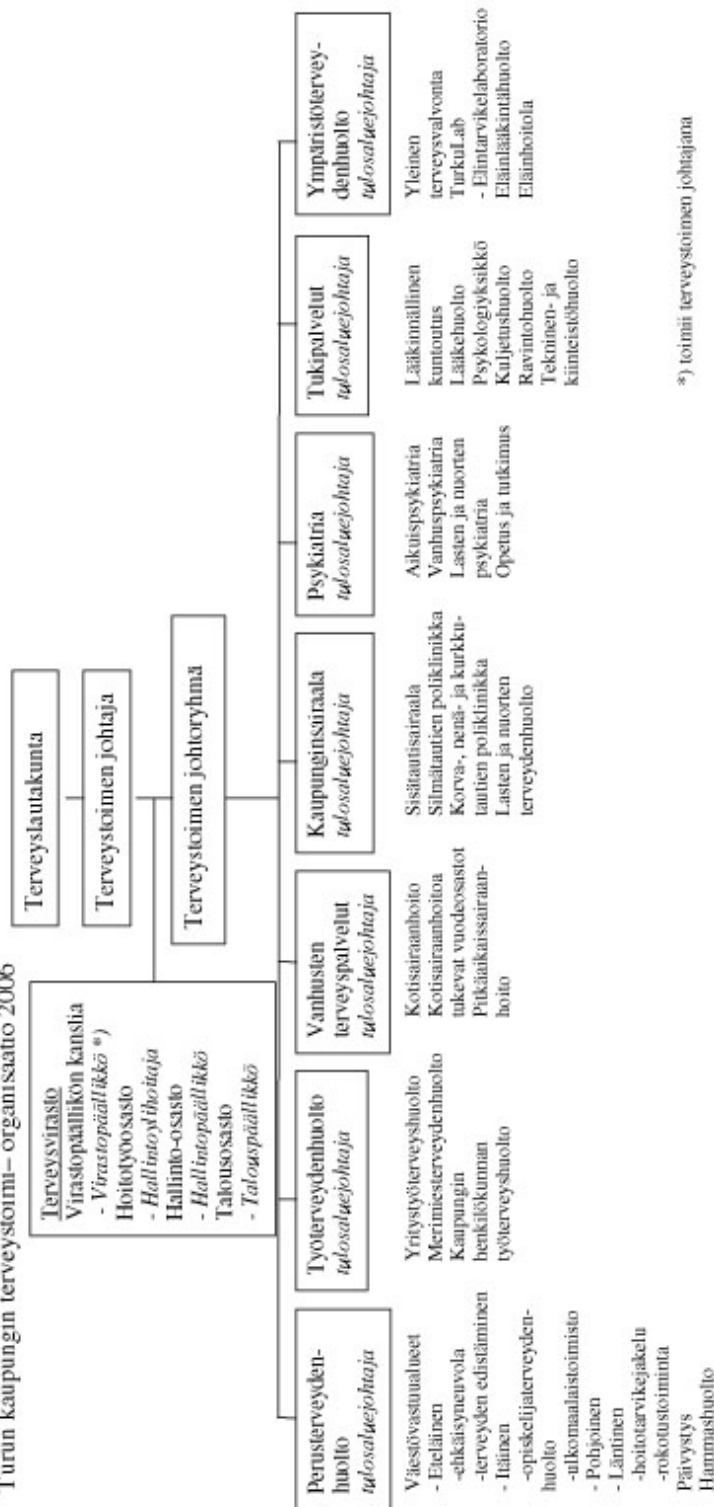 Turun kaupungin terveystoimi– organisaatio 2006
Terveyslautakunta
Terveystoimen johtaja
Terveystoimen johtoryhmä
Terveysvirasto
Virastopäällikön kanslia
- Virastopäällikkö *)
Hoitotyöosasto
- Hallintoylihoitaja
Hallinto-osasto
- Hallintopäällikkö
Talousosasto
- Talouspäällikkö
Perusterveyden-
huolto
tulosaluejohtaja
Väestövastuualueet
- Eteläinen
-ehkäisyneuvola
-terveyden edistäminen
- Itäinen
-opiskelijaterveyden-
huolto
-ulkomaalaistoimisto
- Pohjoinen
- Läntinen
-hoitotarvikejakelu
-rokotustoiminta
Päivystys
Hammashuolto
Työterveydenhuolto
tulosaluejohtaja
Yritystyöterveyshuolto
Merimiesterveydenhuolto
Kaupungin
henkilökunnan
työterveyshuolto
Vanhusten
terveyspalvelut
tulosaluejohtaja
Kotisairaanhoito
Kotisairaanhoitoa
tukevat vuodeosastot
Pitkäaikaissairaan-
hoito
Kaupunginsairaala
tulosaluejohtaja
Sisätautisairaala
Silmätautien poliklinikka
Korva-, nenä- ja kurkku-
tautien poliklinikka
Lasten ja nuorten
terveydenhuolto
Psykiatria
tulosaluejohtaja
Aikuispsykiatria
Vanhuspsykiatria
Lasten ja nuorten
psykiatria
Opetus ja tutkimus
Tukipalvelut
tulosaluejohtaja
Lääkinnällinen
kuntoutus
Lääkehuolto
Psykologiyksikkö
Kuljetushuolto
Ravintohuolto
Tekninen- ja
kiinteistöhuolto
Ympäristötervey-
denhuolto
tulosaluejohtaja
Yleinen
terveysvalvonta
TurkuLab
- Elintarvikelaboratorio
Eläinlääkintähuolto
Eläinhoitola
*) toimii terveystoimen johtajana